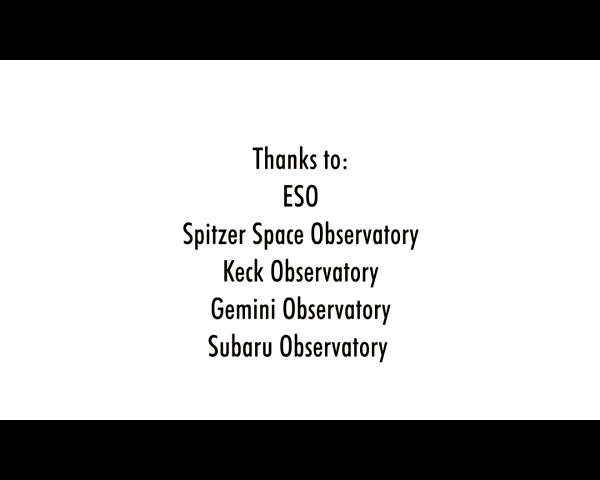 Thanks to:
ESO
Spitzer Space Observatory
Keck Observatory
Gemini Observatory
Subaru Observatory